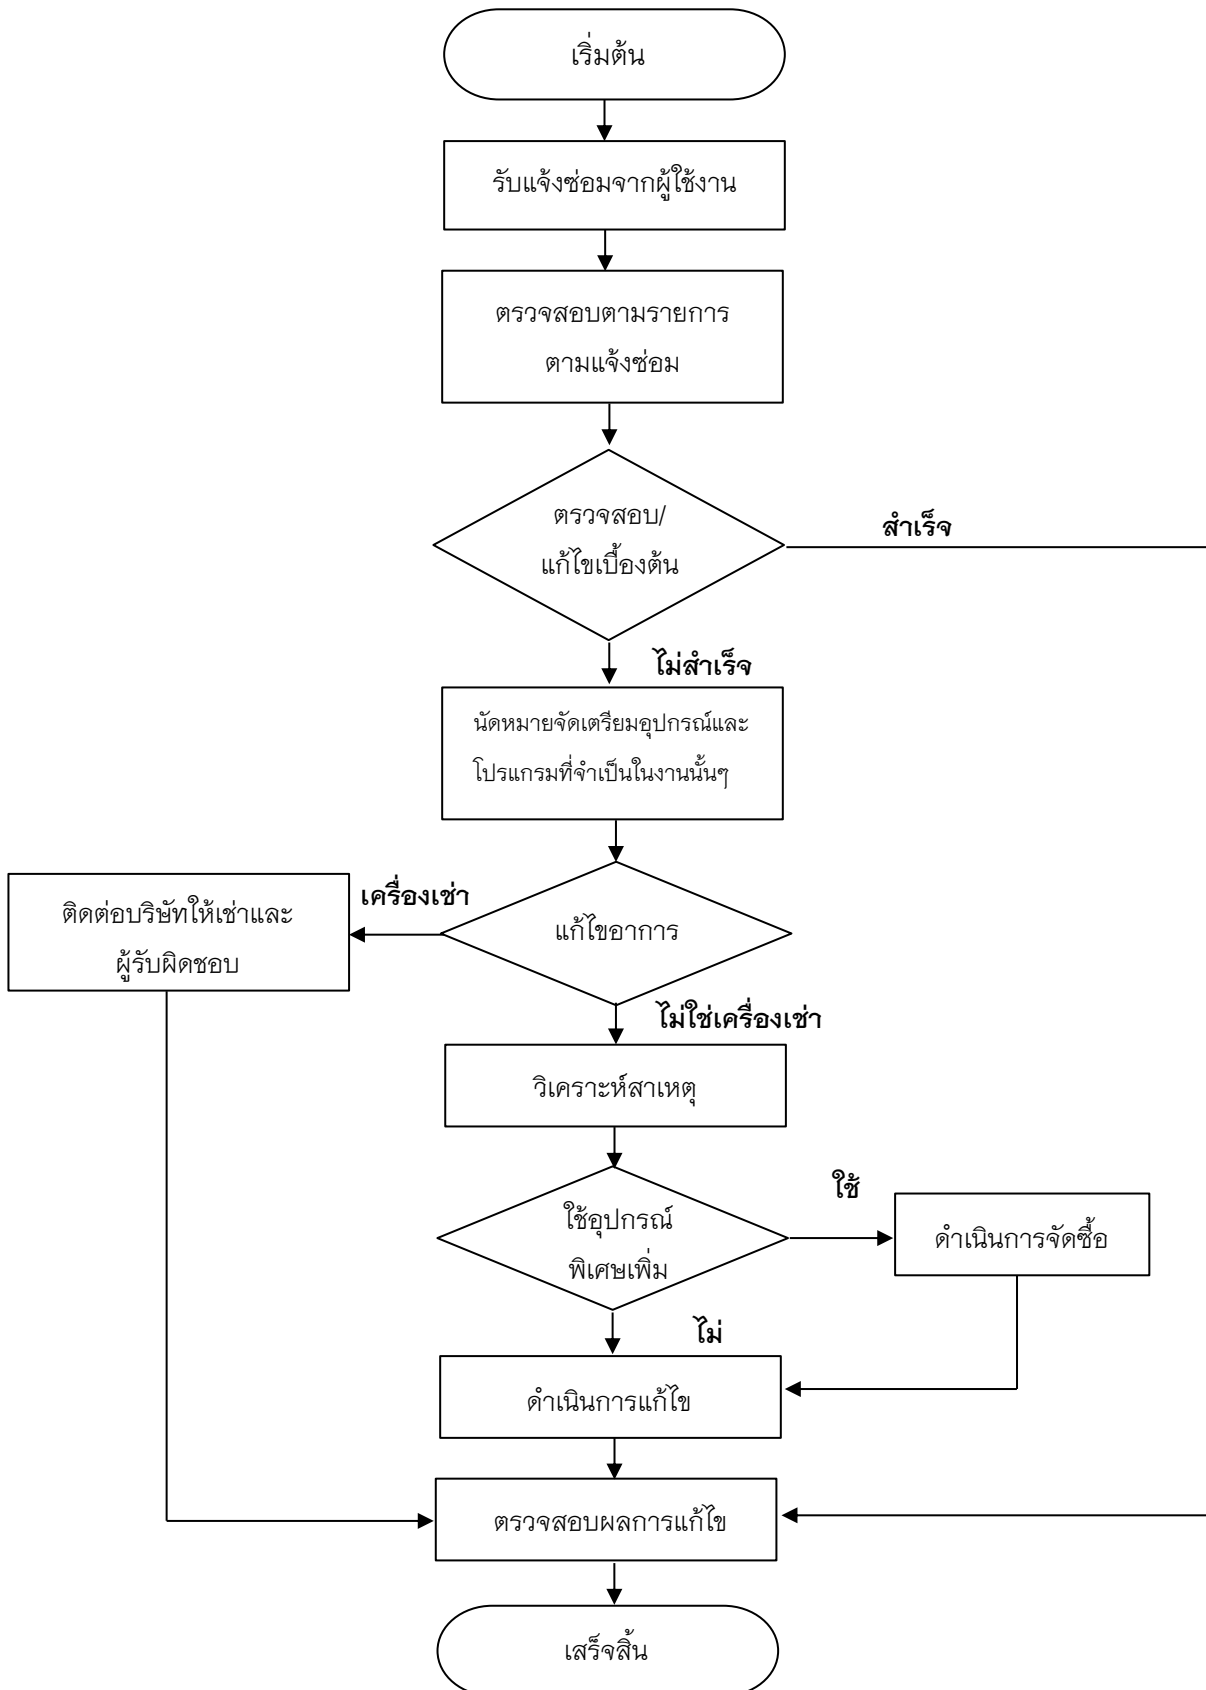 เริ่มต้น
รับแจ้งซ่อมจากผู้ใช้งาน
ตรวจสอบตามรายการ
ตามแจ้งซ่อม
ตรวจสอบ/
แก้ไขเบื้องต้น
สำเร็จ
ไม่สำเร็จ
นัดหมายจัดเตรียมอุปกรณ์และ
โปรแกรมที่จำเป็นในงานนั้นๆ
เครื่องเช่า
ติดต่อบริษัทให้เช่าและ
ผู้รับผิดชอบ
แก้ไขอาการ
ไม่ใช่เครื่องเช่า
วิเคราะห์สาเหตุ
ใช้อุปกรณ์
พิเศษเพิ่ม
ใช้
ดำเนินการจัดซื้อ
ไม่
ดำเนินการแก้ไข
ตรวจสอบผลการแก้ไข
เสร็จสิ้น